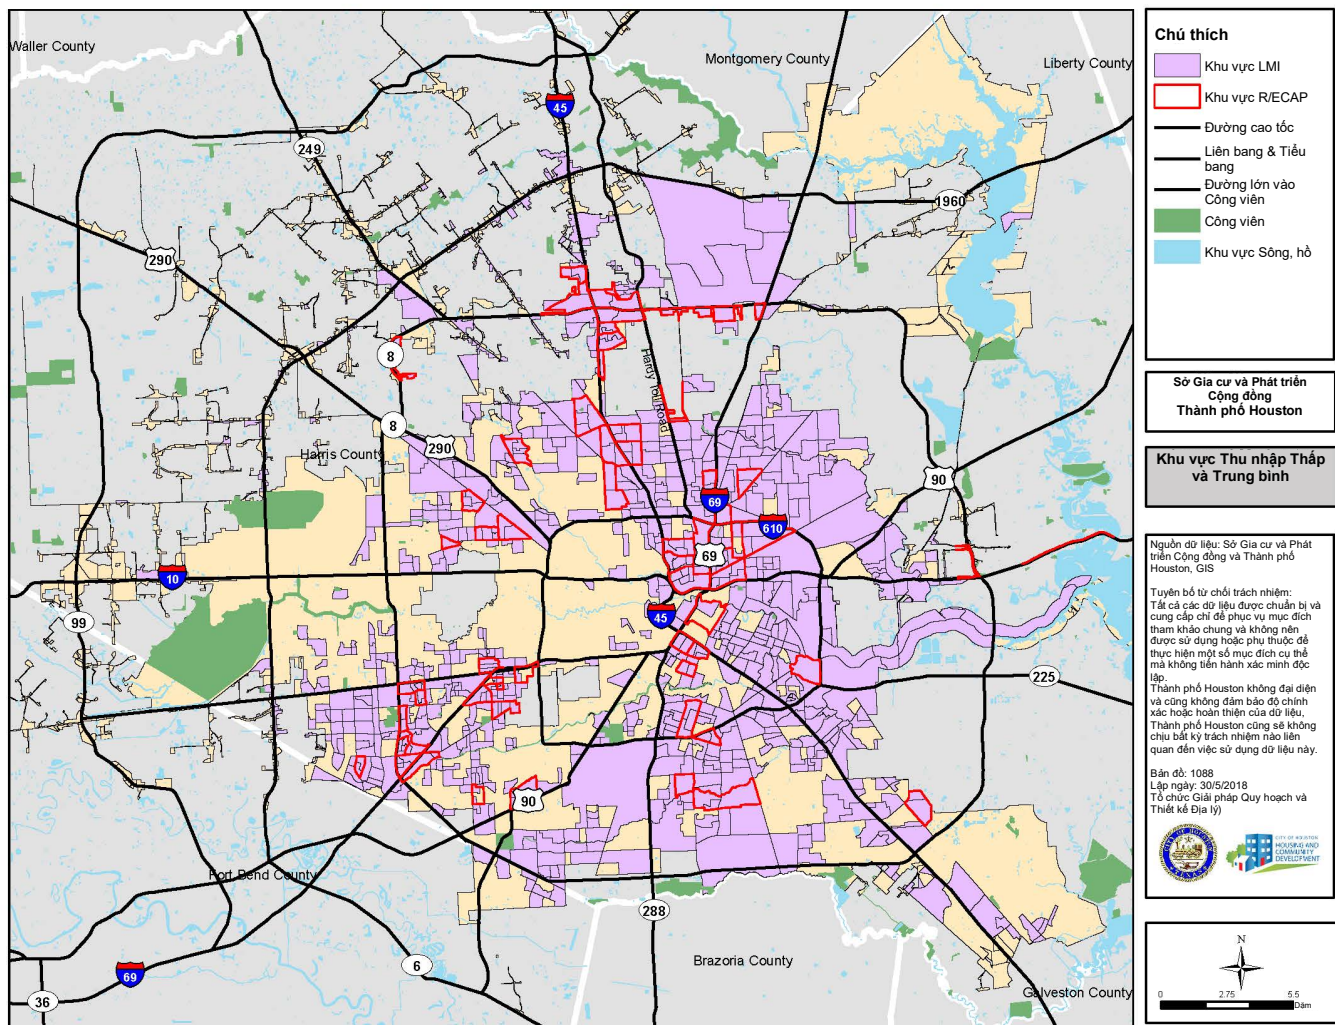 Waller County
Montgomery County
Liberty County
45
249
1960
290
Hardy Toll Road
8
8
290
Harris County
90
69
610
69
10
45
99
225
90
Fort Bend County
288
Brazoria County
6
69
36
Galveston County
Chú thích
Khu vực LMI
Khu vực R/ECAP
Đường cao tốc
Liên bang & Tiểu
bang
Đường lớn vào
Công viên
Công viên
Khu vực Sông, hồ
Sở Gia cư và Phát triển
Cộng đồng
Thành phố Houston
Khu vực Thu nhập Thấp
và Trung bình
Nguồn dữ liệu: Sở Gia cư và Phát
triển Cộng đồng và Thành phố
Houston, GIS
Tuyên bố từ chối trách nhiệm:
Tất cả các dữ liệu được chuẩn bị và
cung cấp chỉ để phục vụ mục đích
tham khảo chung và không nên
được sử dụng hoặc phụ thuộc để
thực hiện một số mục đích cụ thể
mà không tiến hành xác minh độc
lập.
Thành phố Houston không đại diện
và cũng không đảm bảo độ chính
xác hoặc hoàn thiện của dữ liệu,
Thành phố Houston cũng sẽ không
chịu bất kỳ trách nhiệm nào liên
quan đến việc sử dụng dữ liệu này.
Bản đồ: 1088
Lập ngày: 30/5/2018
Tổ chức Giải pháp Quy hoạch và
Thiết kế Địa lý)
CITY OF HOUSTON
HOUSING AND
COMMUNITY
DEVELOPMENT
N
0 2.75 5.5
Dặm